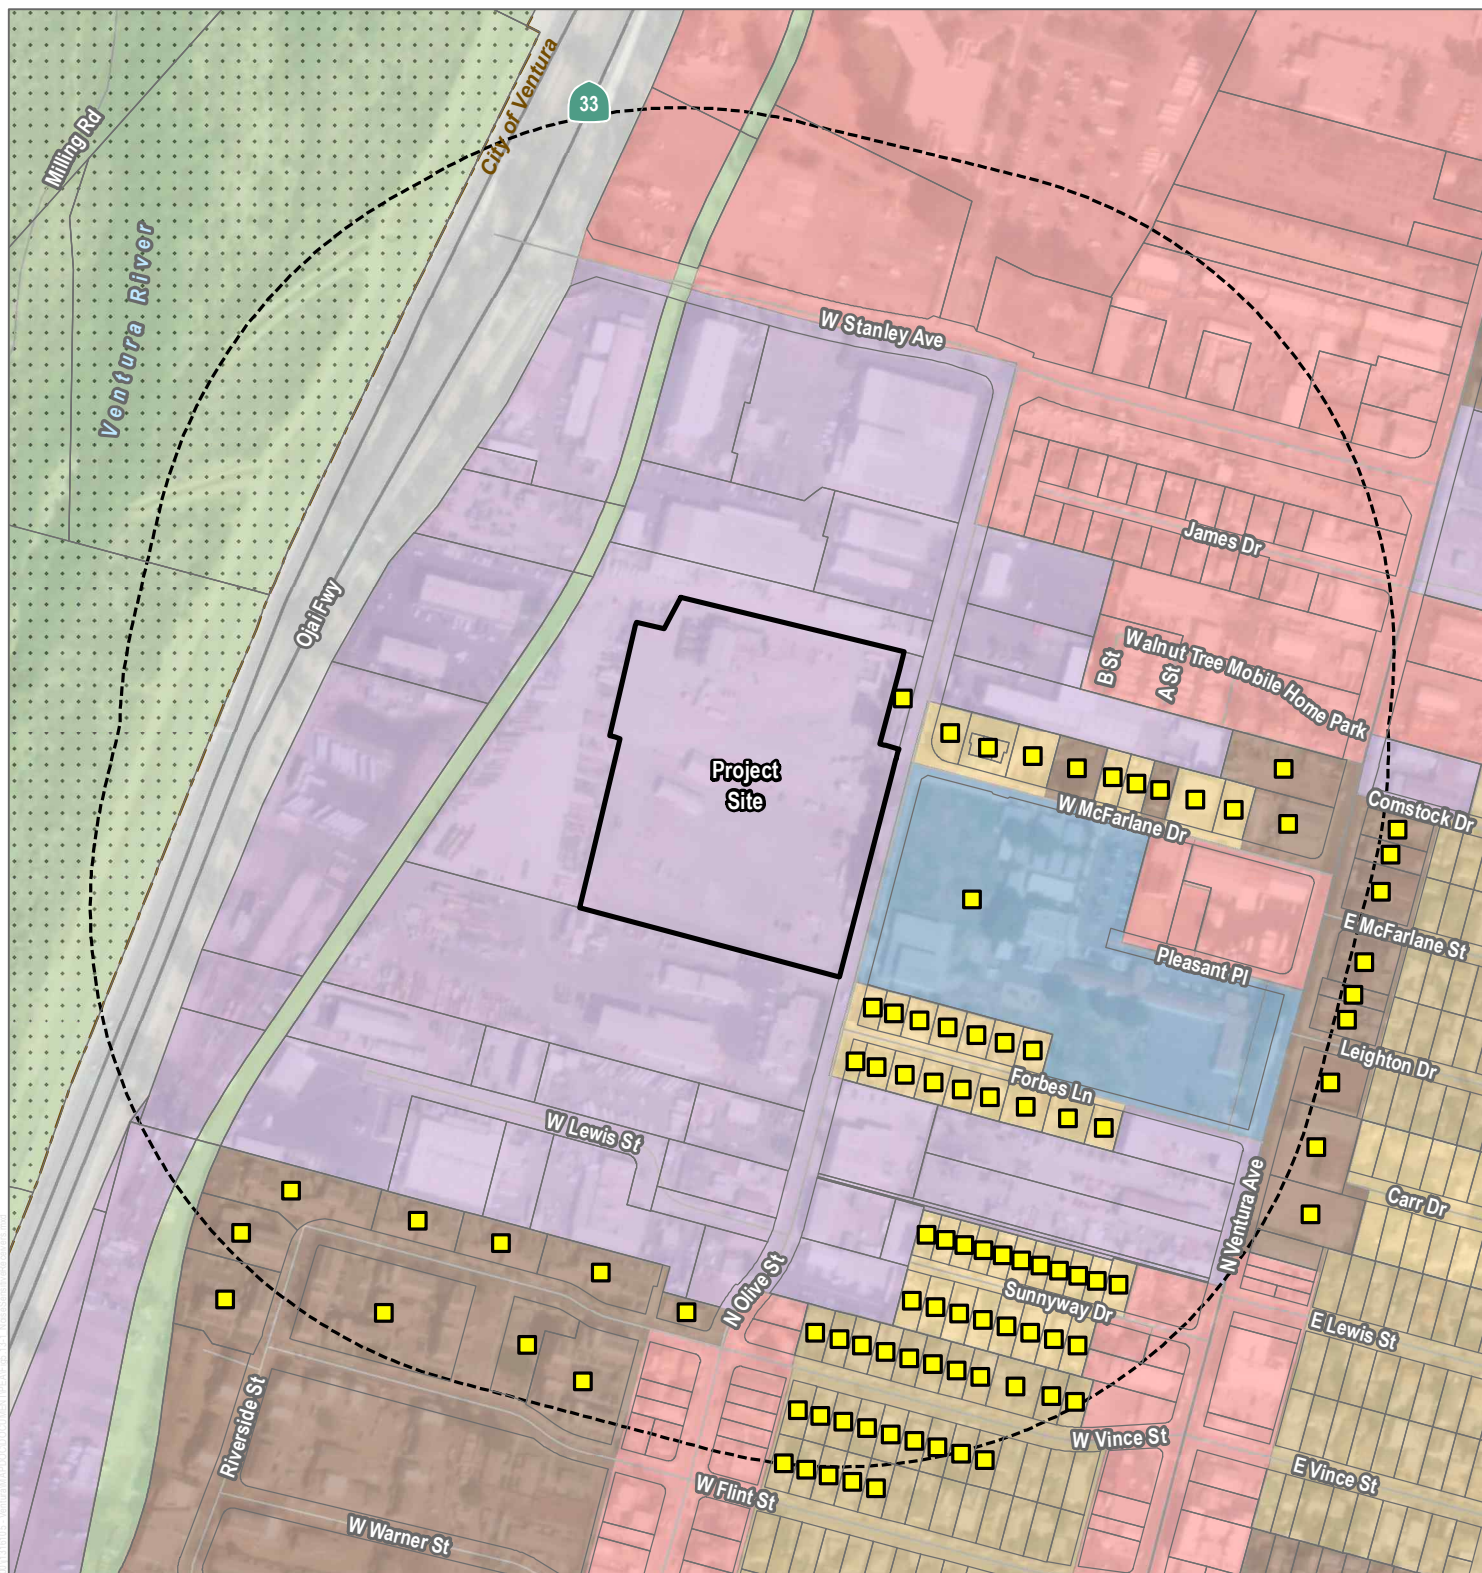 City of Ventura
33
Milling Rd
Ventura River
W Stanley Ave
James Dr
Ojai Fwy
Walnut Tree Mobile Home Park
B St
A St
Project
Site
Comstock Dr
W McFarlane Dr
E McFarlane St
Pleasant Pl
Leighton Dr
Forbes Ln
W Lewis St
Carr Dr
N Ventura Ave
N Olive St
Sunnyway Dr
E Lewis St
Riverside St
W Vince St
E Vince St
W Flint St
W Warner St